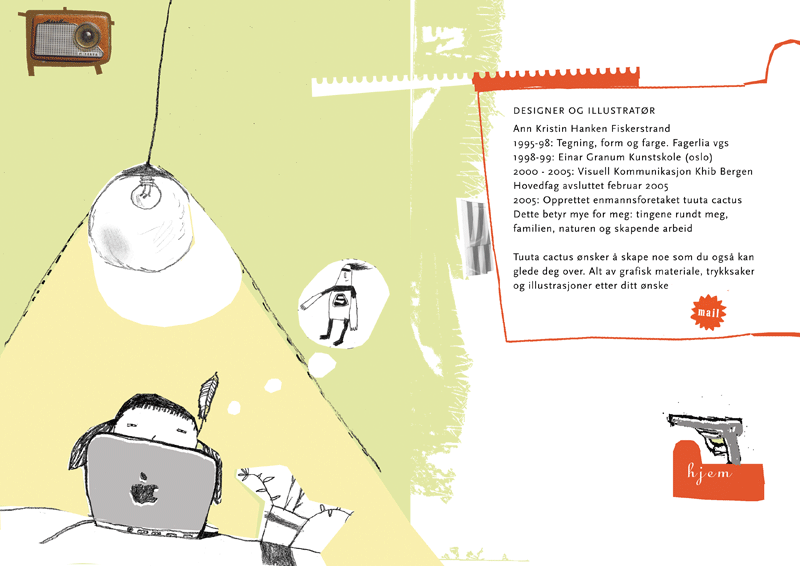 DESIGNER OG ILLUSTRATØR
Ann Kristin Hanken Fiskerstrand
1995-98: Tegning, form og farge. Fagerlia vgs
1998-99: Einar Granum Kunstskole (oslo)
2000 - 2005: Visuell Kommunikasjon Khib Bergen
Hovedfag avsluttet februar 2005
2005: Opprettet enmannsforetaket tuuta cactus
Dette betyr mye for meg: tingene rundt meg,
familien, naturen og skapende arbeid
Tuuta cactus ønsker å skape noe som du også kan
glede deg over. Alt av grafisk materiale, trykksaker
og illustrasjoner etter ditt ønske
mail
S
hjem